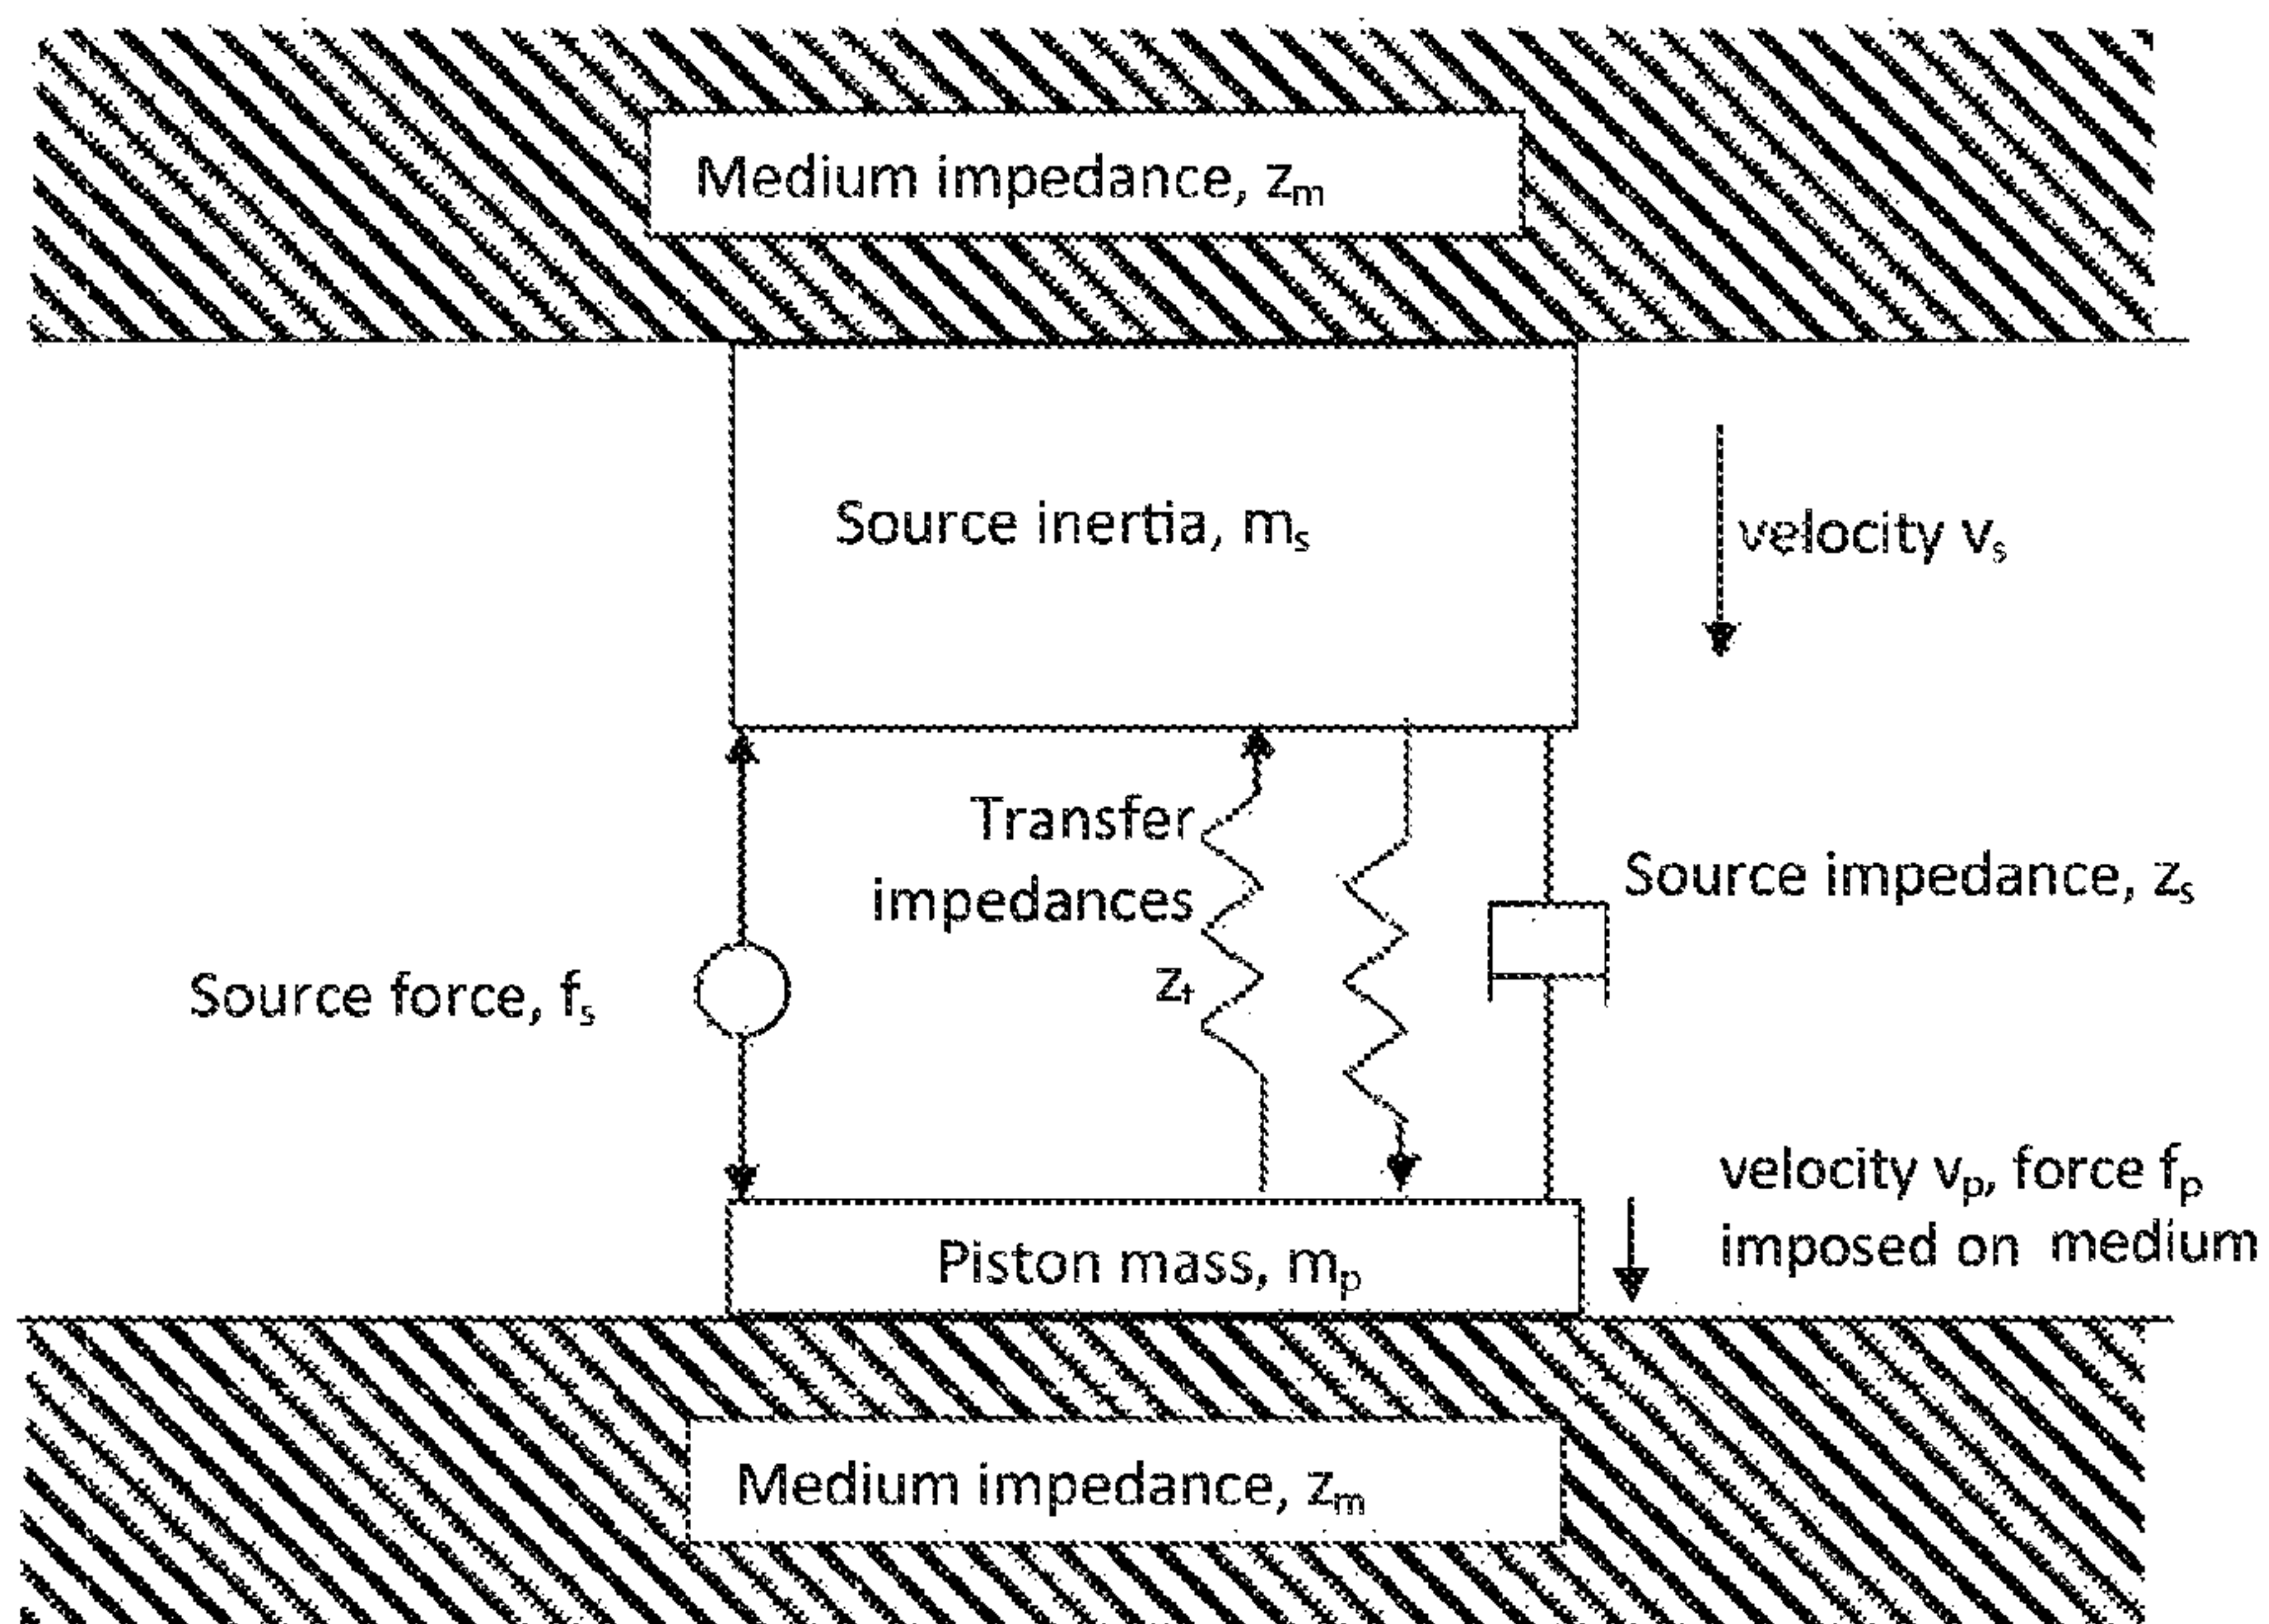 Medium impedance, zm
Source inertia, ms
velocity vs
Transfer
impedances
zt
Source impedance, zs
Source force, fs
velocity vp, force fp
imposed on medium
Piston mass, mp
Medium impedance, zm